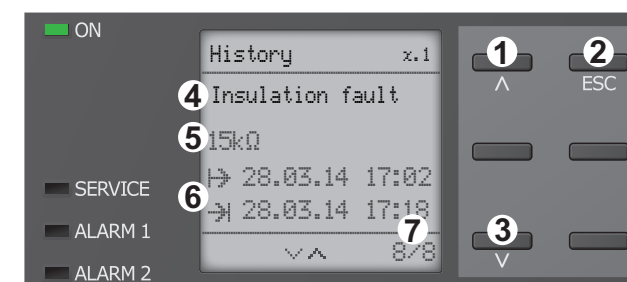 ON
History x.1
1
2
ESC
4 Insulation fault
5 15kΩ
28.03.14 17:02
6
28.03.14 17:18
SERVICE
ALARM 1
ALARM 2
7
8/8
3